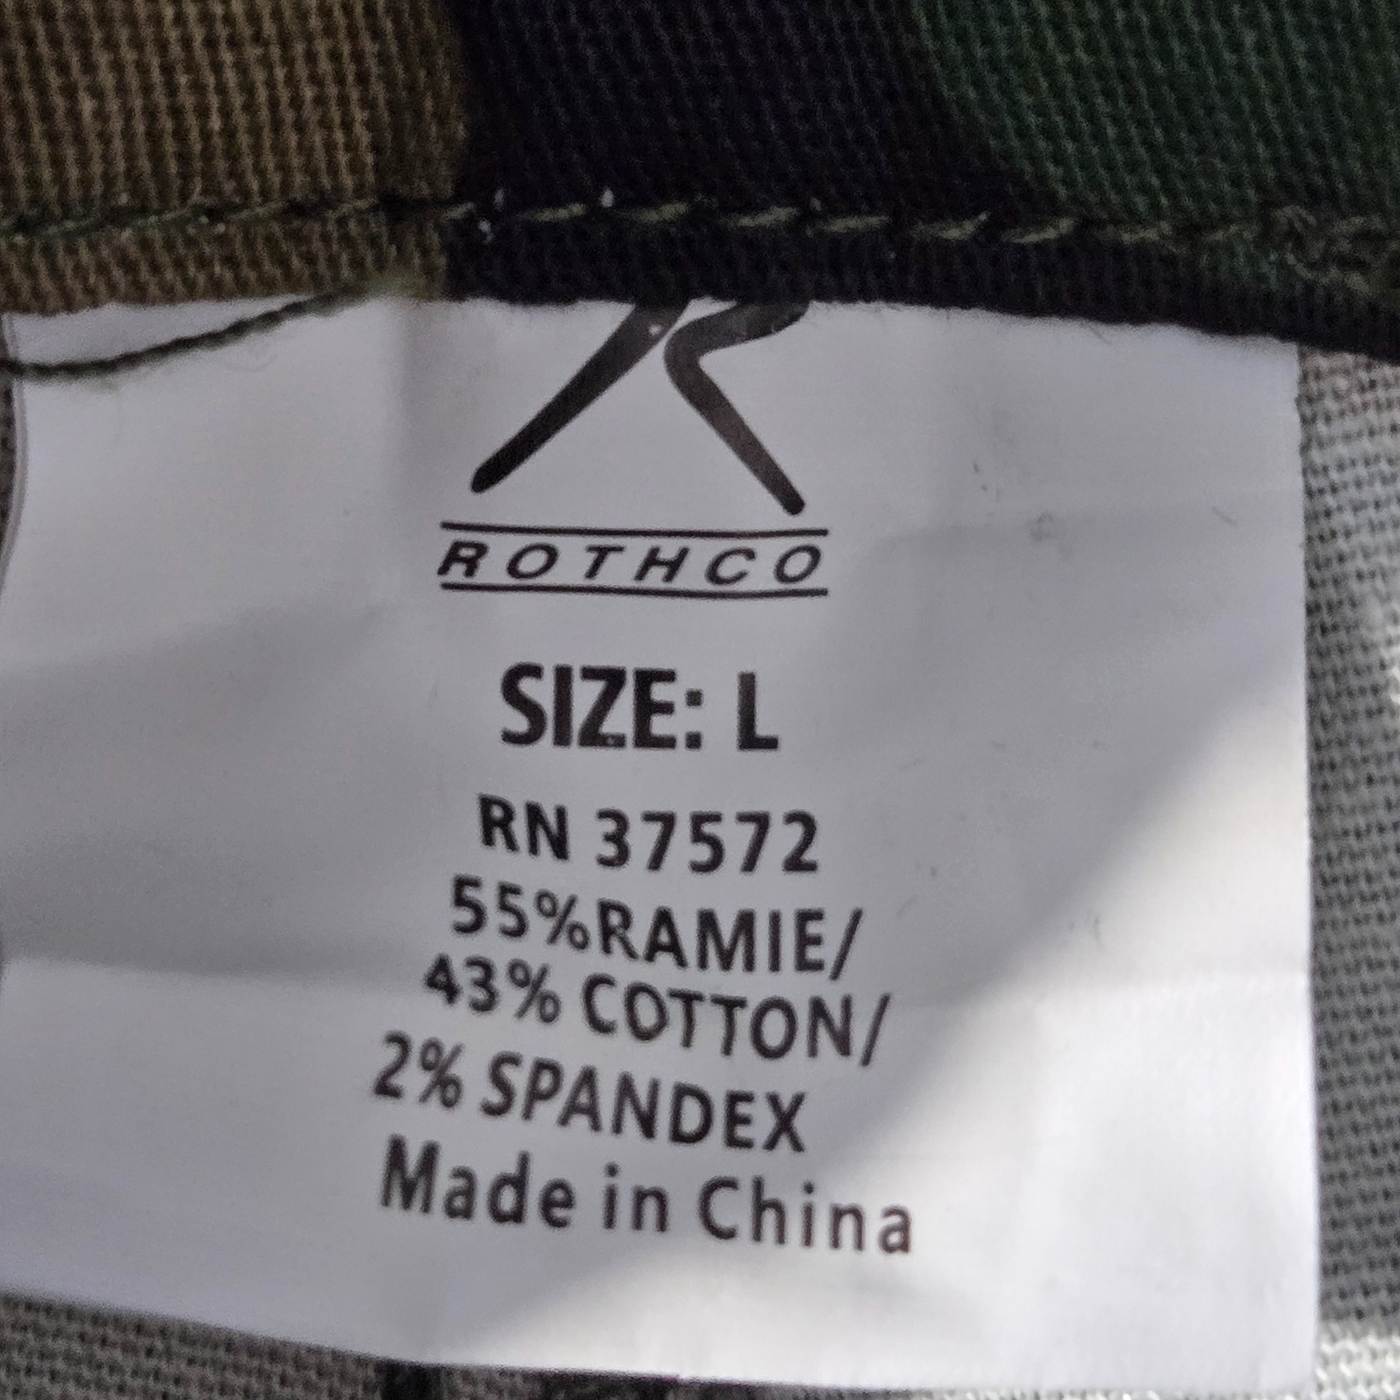 ROTHCO
SIZE: L
RN 37572
55%RAMIE/
43% COTTON/
2% SPANDEX
Made in China